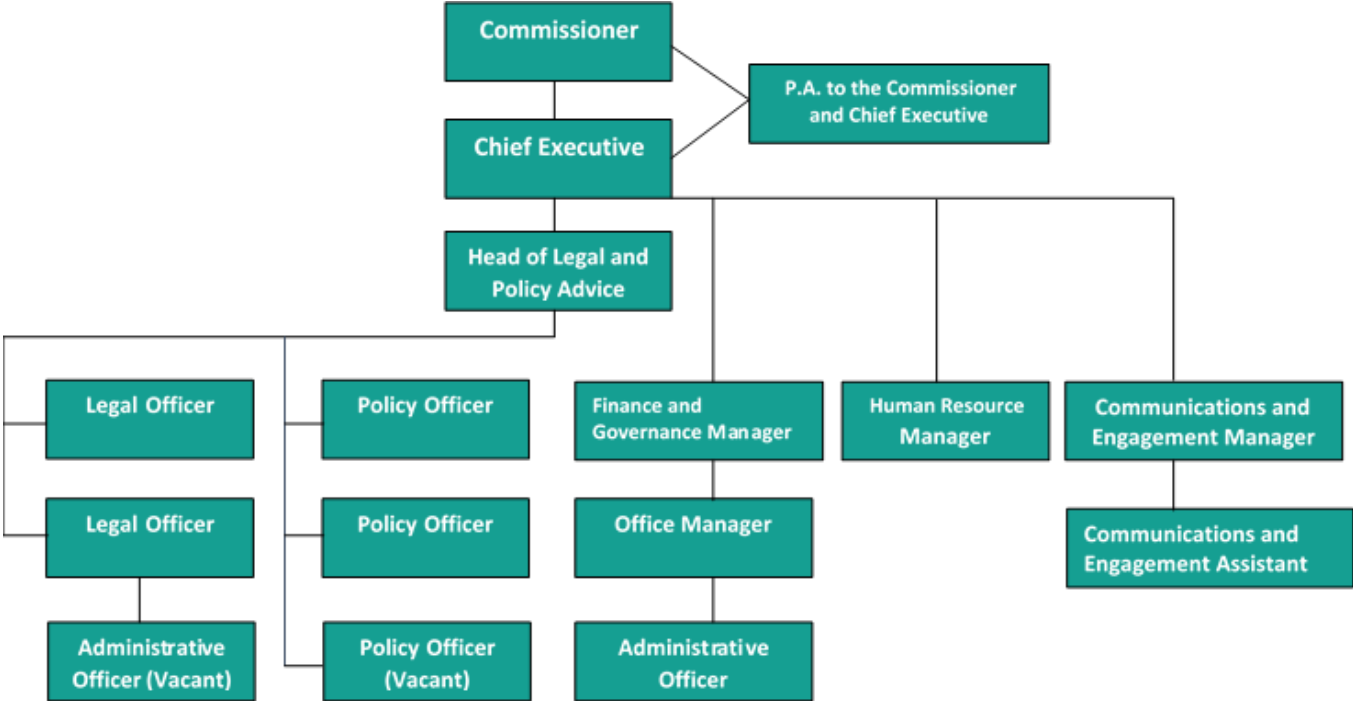 Commissioner
P.A. to the Commissioner
and Chief Executive
Chief Executive
Head of Legal and
Policy Advice
Legal Officer
Policy Officer
Finance and
Governance Manager
Human Resource
Manager
Communications and
Engagement Manager
Legal Officer
Policy Officer
Office Manager
Communications and
Engagement Assistant
Administrative
Officer (Vacant)
Policy Officer
(Vacant)
Administrative
Officer